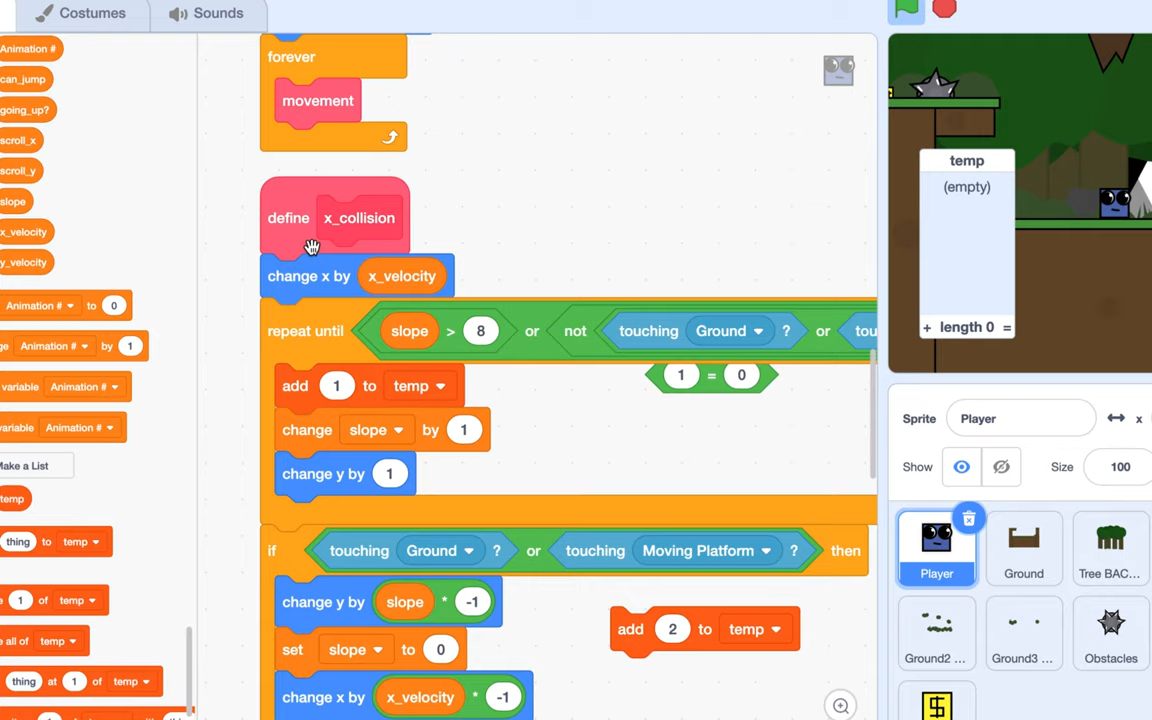 Costumes
Sounds
Animation #
can_jump
going_up?
scroll_x
scroll_y
slope
x_velocity
y_velocity
Animation # to 0
Animation # by 1
variable Animation #
variable Animation #
Make a List
temp
thing to temp
1 of temp
all of temp
thing at 1 of temp
forever
movement
define x_collision
change x by x_velocity
repeat until slope > 8 or not touching Ground ? or
1 = 0
add 1 to temp
change slope by 1
change y by 1
if touching Ground ? or touching Moving Platform ? then
change y by slope * -1
add 2 to temp
set slope to 0
change x by x_velocity * -1
temp
(empty)
+ length 0 =
Sprite Player x
Show Size 100
Player
Ground
Tree BAC...
Ground2 ...
Ground3 ...
Obstacles
$